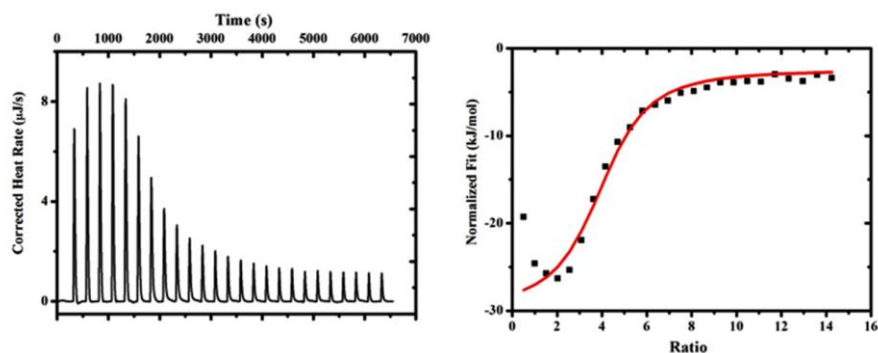 Time (s)
0 1000 2000 3000 4000 5000 6000 7000
8
4
0
Corrected Heat Rate (µJ/s)
0
-10
-20
-30
Normalized Fit (kJ/mol)
0 2 4 6 8 10 12 14 16
Ratio